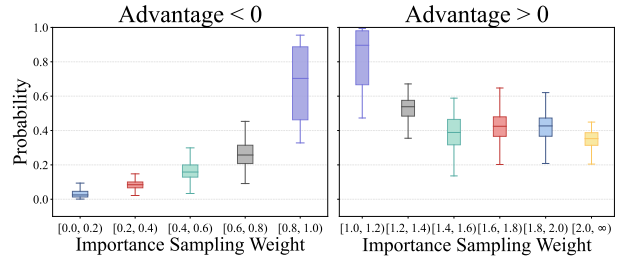 Advantage < 0
Advantage > 0
Probability
1.0
0.8
0.6
0.4
0.2
0.0
[0.0, 0.2) [0.2, 0.4) [0.4, 0.6) [0.6, 0.8) [0.8, 1.0)
[1.0, 1.2) [1.2, 1.4) [1.4, 1.6) [1.6, 1.8) [1.8, 2.0) [2.0, ∞)
Importance Sampling Weight
Importance Sampling Weight